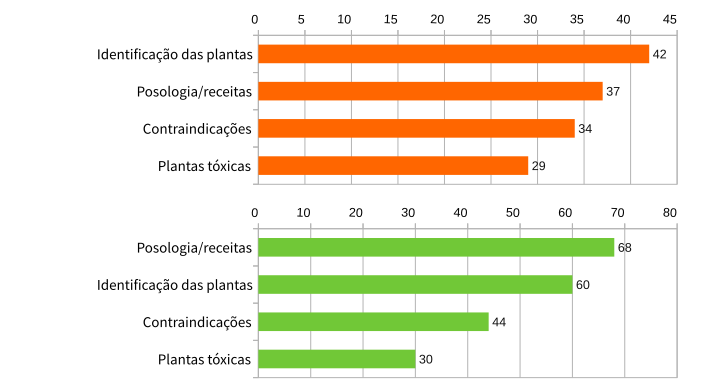 0 5 10 15 20 25 30 35 40 45
Identificação das plantas 42
Posologia/receitas 37
Contraindicações 34
Plantas tóxicas 29
0 10 20 30 40 50 60 70 80
Posologia/receitas 68
Identificação das plantas 60
Contraindicações 44
Plantas tóxicas 30